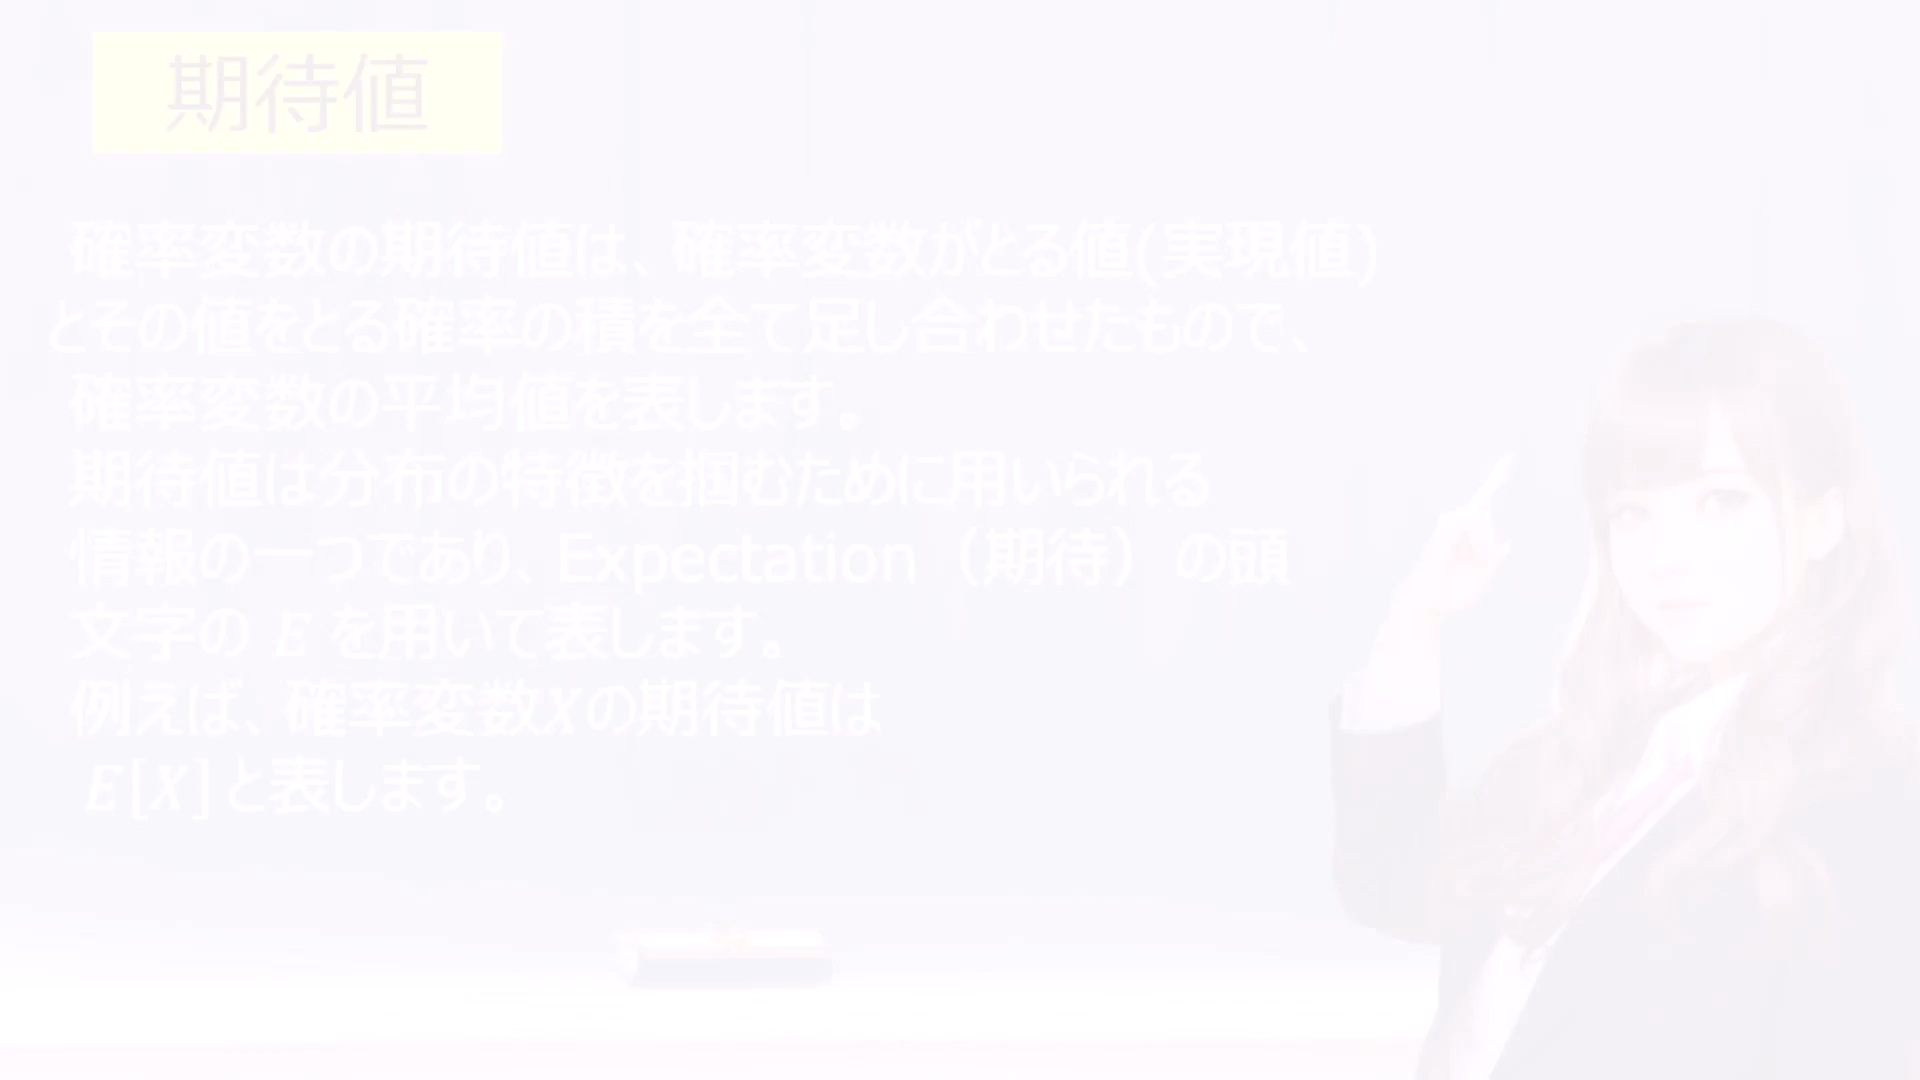 期待値
確率変数の期待値は、確率変数がとる値(実現値)
とその値をとる確率の積を全て足し合わせたもので、
確率変数の平均値を表します。
期待値は分布の特徴を掴むために用いられる
情報の一つであり、Expectation（期待）の頭
文字の E を用いて表します。
例えば、確率変数Xの期待値は
E[X]と表します。